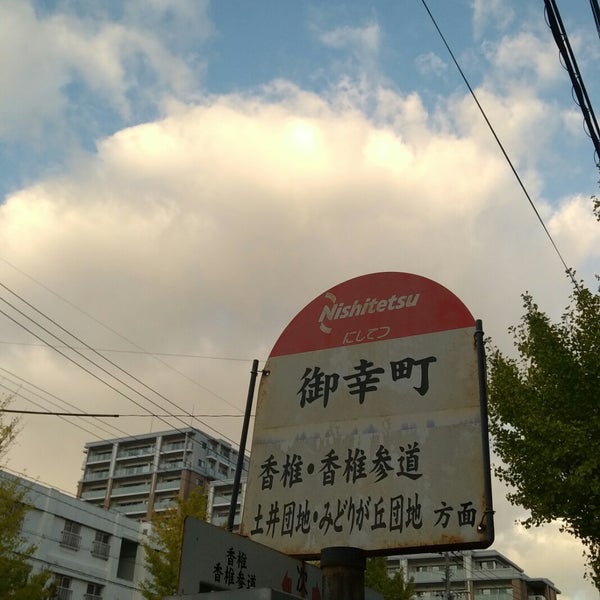 Nishitetsu
にしてつ
御幸町
香椎・香椎参道
土井団地・みどりが丘団地 方面
香椎
香椎参道